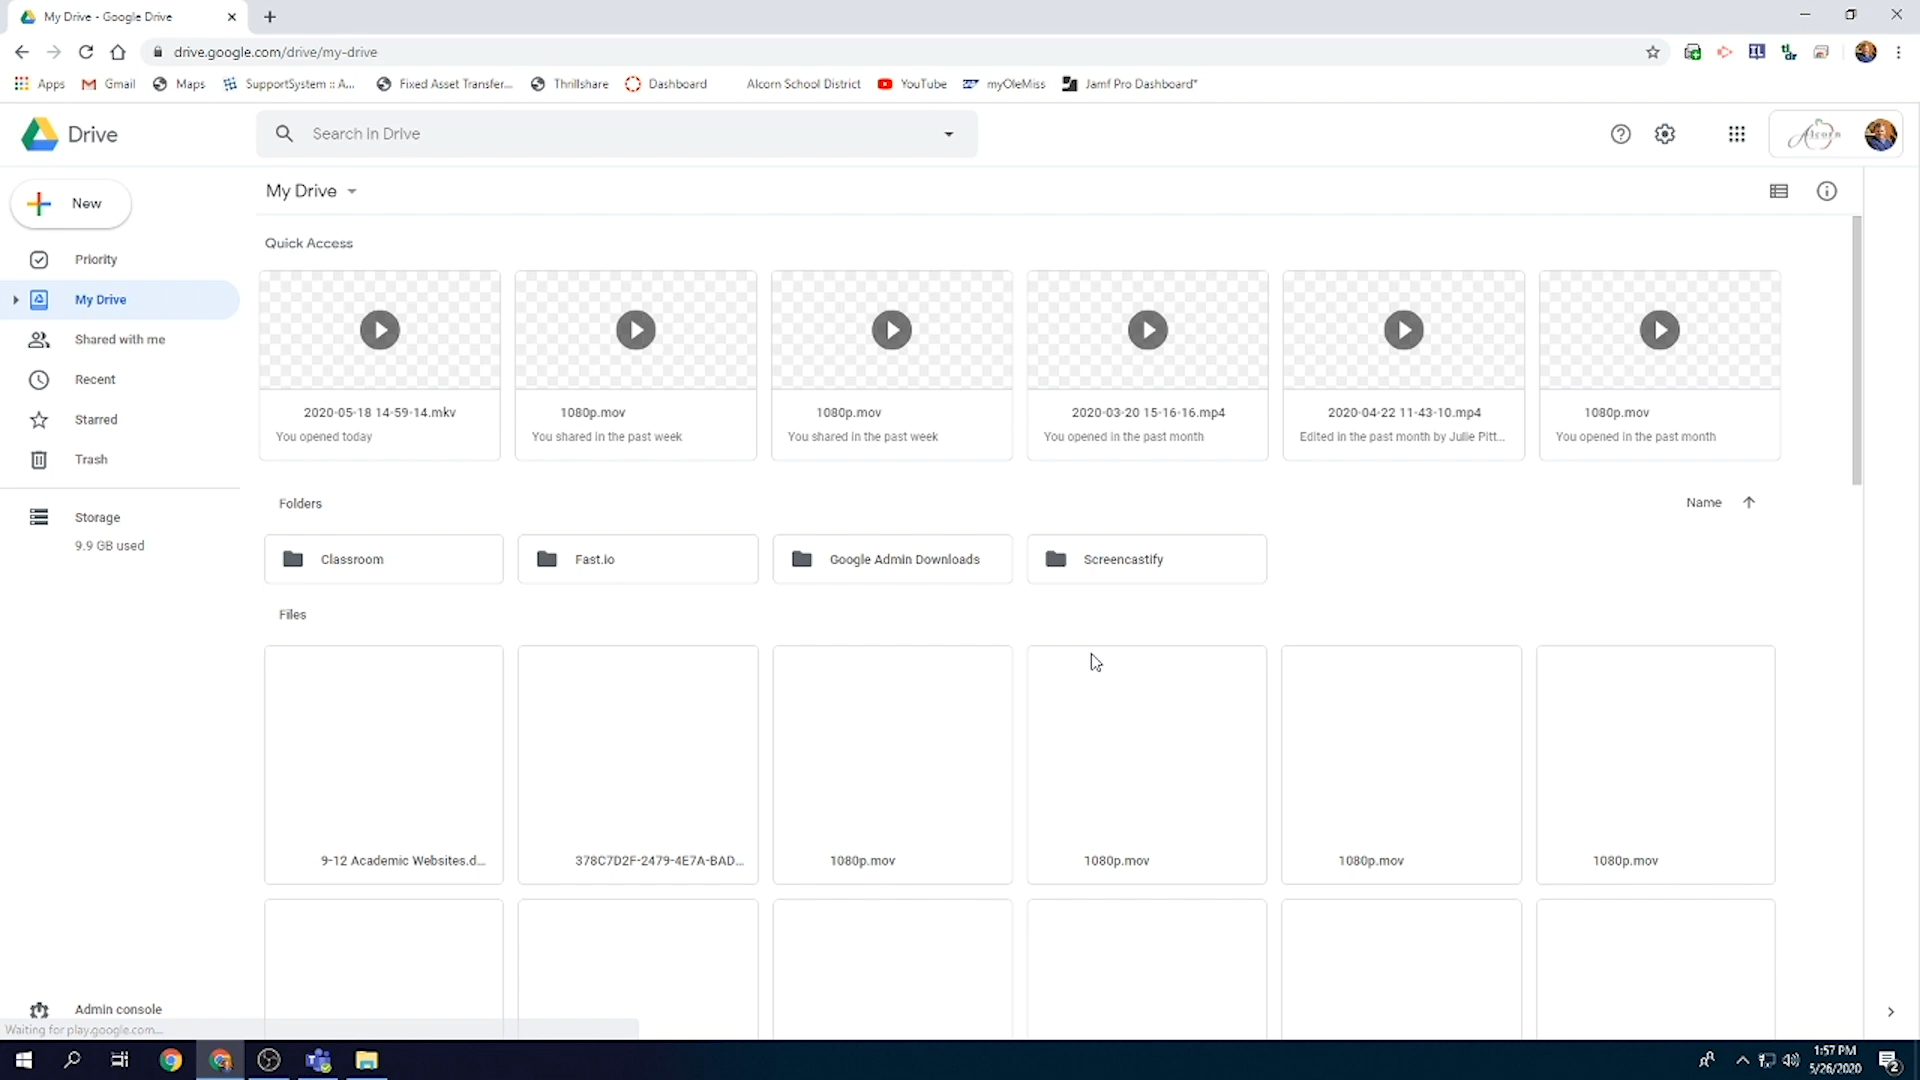 My Drive - Google Drive
drive.google.com/drive/my-drive
Apps Gmail Maps SupportSystem :: A... Fixed Asset Transfer... Thrillshare Dashboard Alcorn School District YouTube myOleMiss Jamf Pro Dashboard*
Drive
Search in Drive
Alcorn
New
My Drive
Quick Access
Priority
My Drive
Shared with me
Recent
Starred
Trash
Storage
9.9 GB used
2020-05-18 14-59-14.mkv 1080p.mov 1080p.mov 2020-03-20 15-16-16.mp4 2020-04-22 11-43-10.mp4 1080p.mov
You opened today You shared in the past week You shared in the past week You opened in the past month Edited in the past month by Julie Pitt... You opened in the past month
Folders Name
Classroom Fast.io Google Admin Downloads Screencastify
Files
9-12 Academic Websites.d... 378C7D2F-2479-4E7A-BAD... 1080p.mov 1080p.mov 1080p.mov 1080p.mov
Admin console
Waiting for play.google.com...
1:57 PM
5/26/2020
2